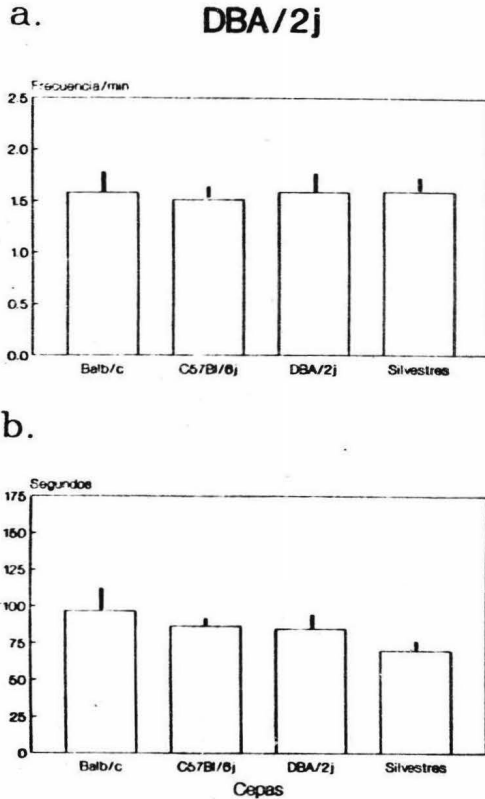 a.
DBA/2j
Frecuencia/min
2.5
2.0
1.5
1.0
0.5
0.0
Balb/c C57Bl/6j DBA/2j Silvestres
b.
Segundos
175
150
125
100
75
50
25
0
Balb/c C57Bl/6j DBA/2j Silvestres
Cepas